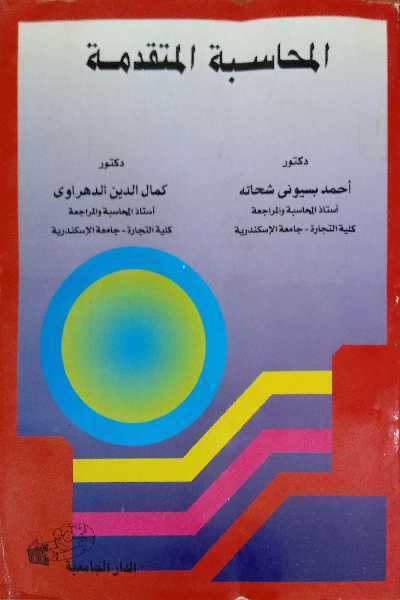 المحاسبة المتقدمة
دكتور
أحمد بسيونى شحاته
أستاذ المحاسبة والمراجعة
كلية التجارة - جامعة الإسكندرية
دكتور
كمال الدين الدهراوى
أستاذ المحاسبة والمراجعة
كلية التجارة - جامعة الإسكندرية
الدار الجامعية